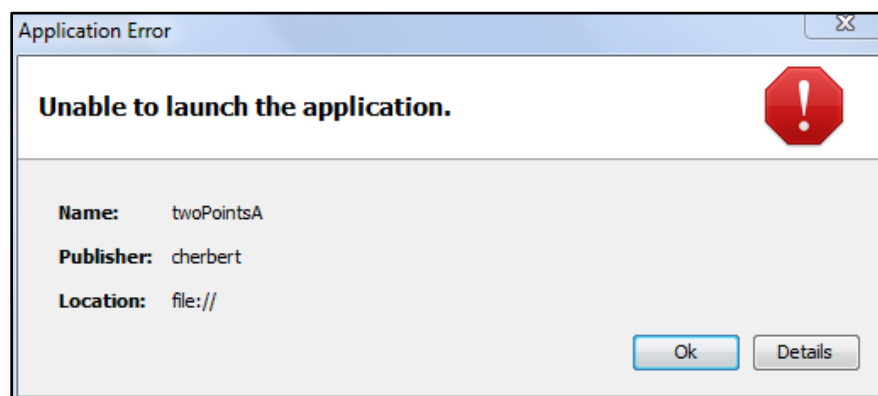 Application Error
Unable to launch the application.
Name: twoPointsA
Publisher: cherbert
Location: file://
Ok Details